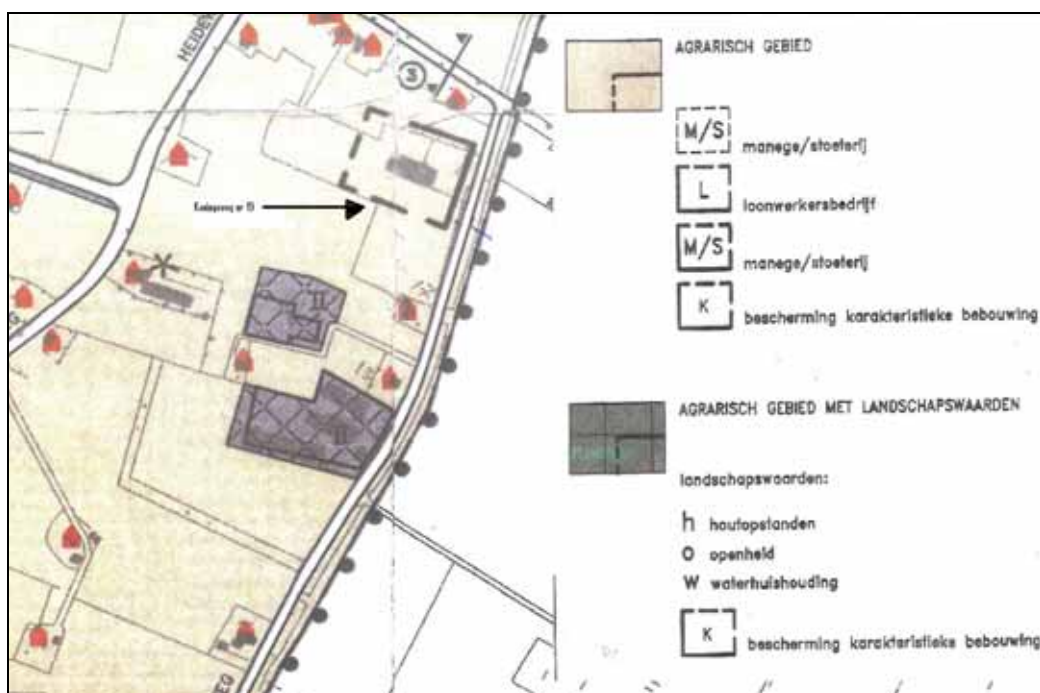 S
II
II
17
AGRARISCH GEBIED
M/S manege/stoeterij
L loonwerkersbedrijf
M/S manege/stoeterij
K bescherming karakteristieke bebouwing
AGRARISCH GEBIED MET LANDSCHAPSWAARDEN
landschapswaarden:
h houtopstanden
O openheid
W waterhuishouding
K bescherming karakteristieke bebouwing